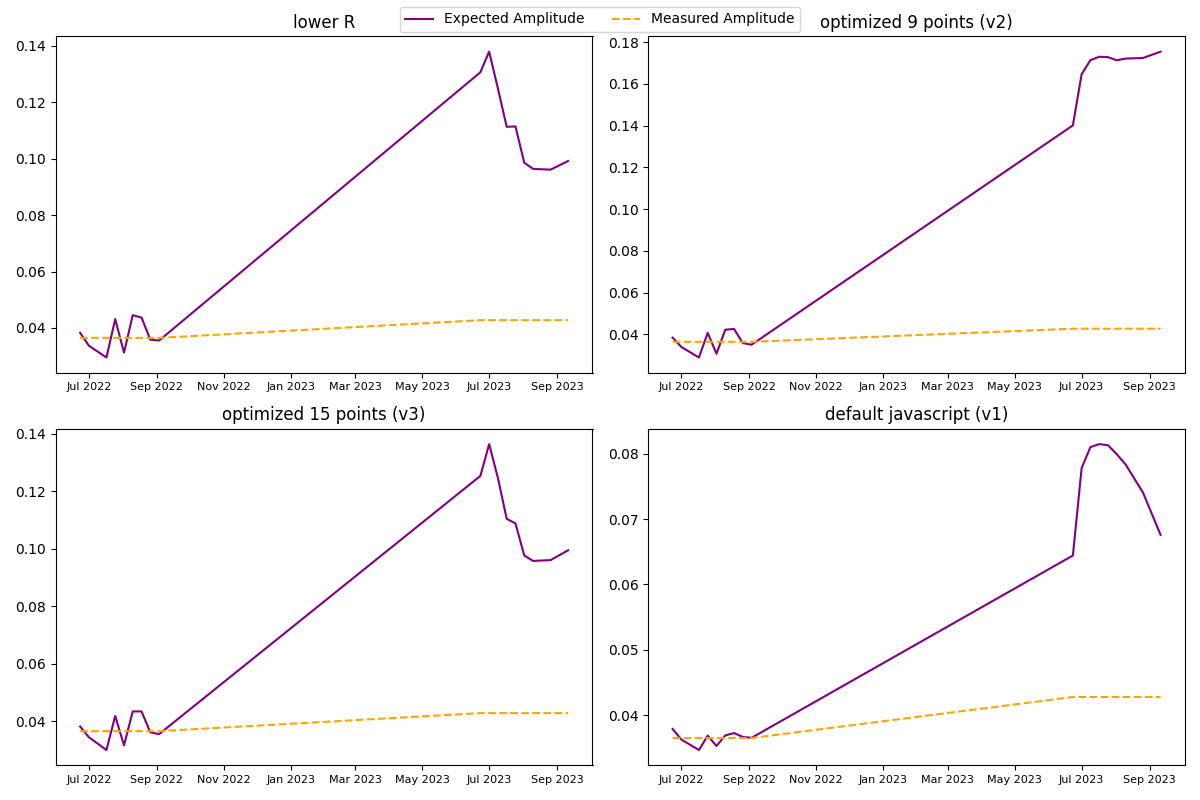 Expected Amplitude Measured Amplitude
lower R
0.14
0.12
0.10
0.08
0.06
0.04
Jul 2022 Sep 2022 Nov 2022 Jan 2023 Mar 2023 May 2023 Jul 2023 Sep 2023
optimized 9 points (v2)
0.18
0.16
0.14
0.12
0.10
0.08
0.06
0.04
Jul 2022 Sep 2022 Nov 2022 Jan 2023 Mar 2023 May 2023 Jul 2023 Sep 2023
optimized 15 points (v3)
0.14
0.12
0.10
0.08
0.06
0.04
Jul 2022 Sep 2022 Nov 2022 Jan 2023 Mar 2023 May 2023 Jul 2023 Sep 2023
default javascript (v1)
0.08
0.07
0.06
0.05
0.04
Jul 2022 Sep 2022 Nov 2022 Jan 2023 Mar 2023 May 2023 Jul 2023 Sep 2023